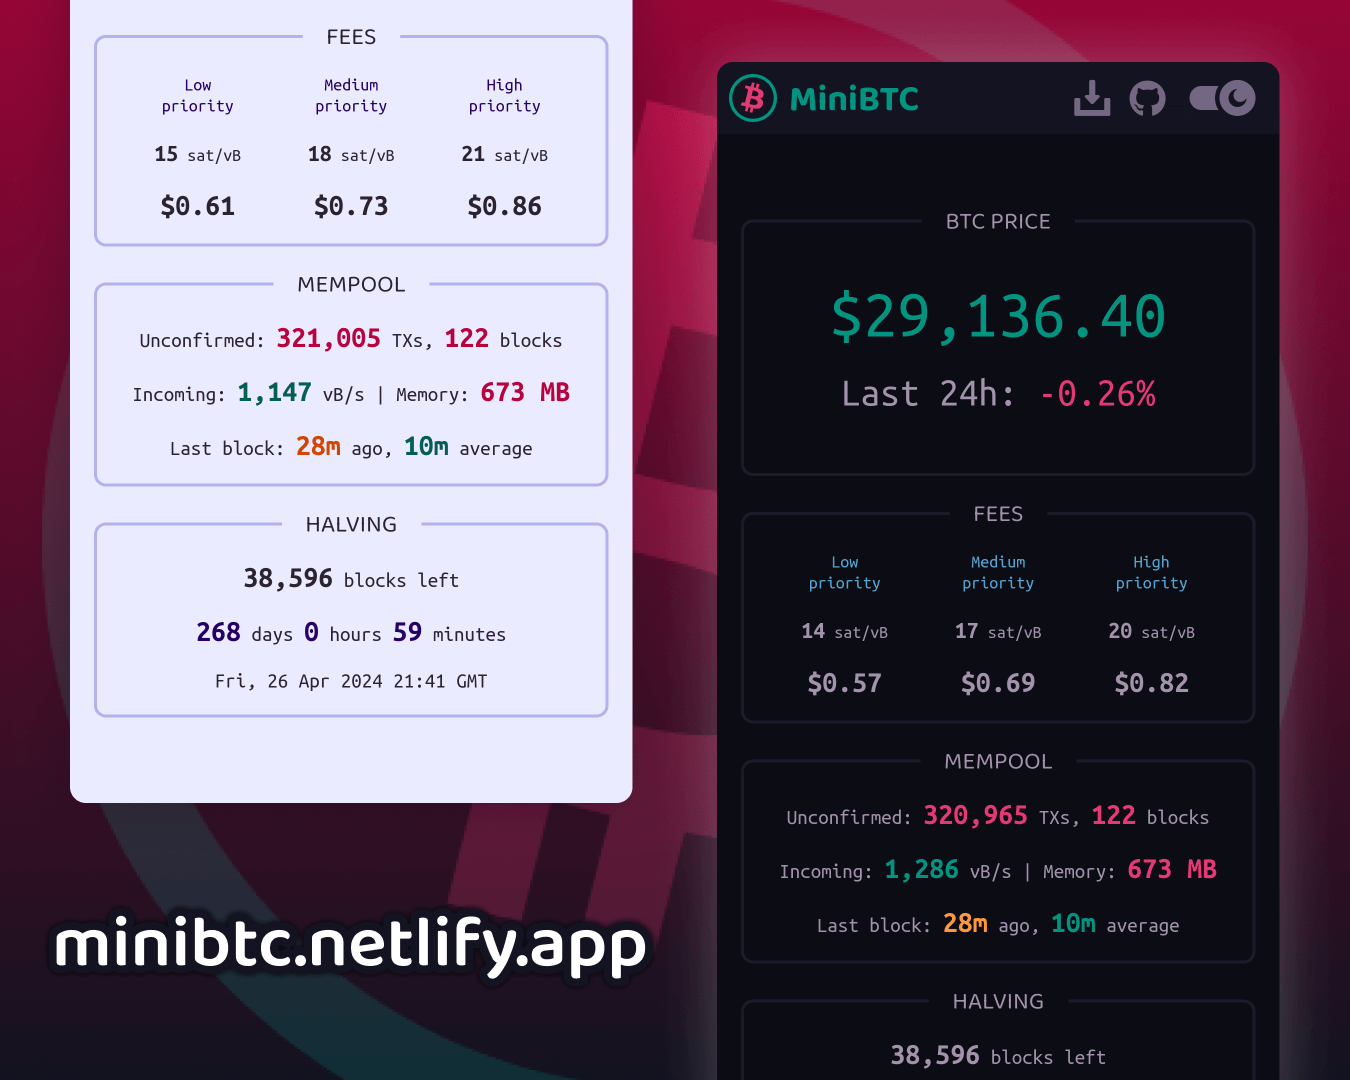 FEES
Low priority
Medium priority
High priority
15 sat/vB
18 sat/vB
21 sat/vB
$0.61
$0.73
$0.86
MEMPOOL
Unconfirmed: 321,005 TXs, 122 blocks
Incoming: 1,147 vB/s | Memory: 673 MB
Last block: 28m ago, 10m average
HALVING
38,596 blocks left
268 days 0 hours 59 minutes
Fri, 26 Apr 2024 21:41 GMT
minibtc.netlify.app
MiniBTC
BTC PRICE
$29,136.40
Last 24h: -0.26%
FEES
Low priority
Medium priority
High priority
14 sat/vB
17 sat/vB
20 sat/vB
$0.57
$0.69
$0.82
MEMPOOL
Unconfirmed: 320,965 TXs, 122 blocks
Incoming: 1,286 vB/s | Memory: 673 MB
Last block: 28m ago, 10m average
HALVING
38,596 blocks left